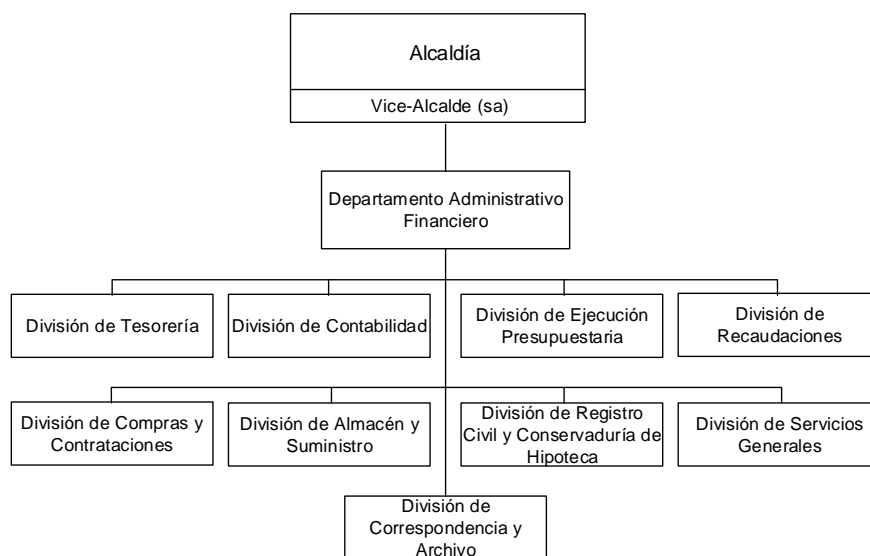 Alcaldía
Vice-Alcalde (sa)
Departamento Administrativo
Financiero
División de Tesorería
División de Contabilidad
División de Ejecución
Presupuestaria
División de
Recaudaciones
División de Compras y
Contrataciones
División de Almacén y
Suministro
División de Registro
Civil y Conservaduría de
Hipoteca
División de Servicios
Generales
División de
Correspondencia y
Archivo